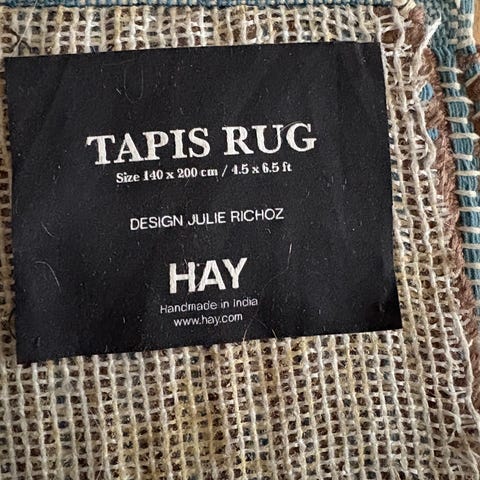 TAPIS RUG
Size 140 x 200 cm / 4.5 x 6.5 ft
DESIGN JULIE RICHOZ
HAY
Handmade in India
www.hay.com